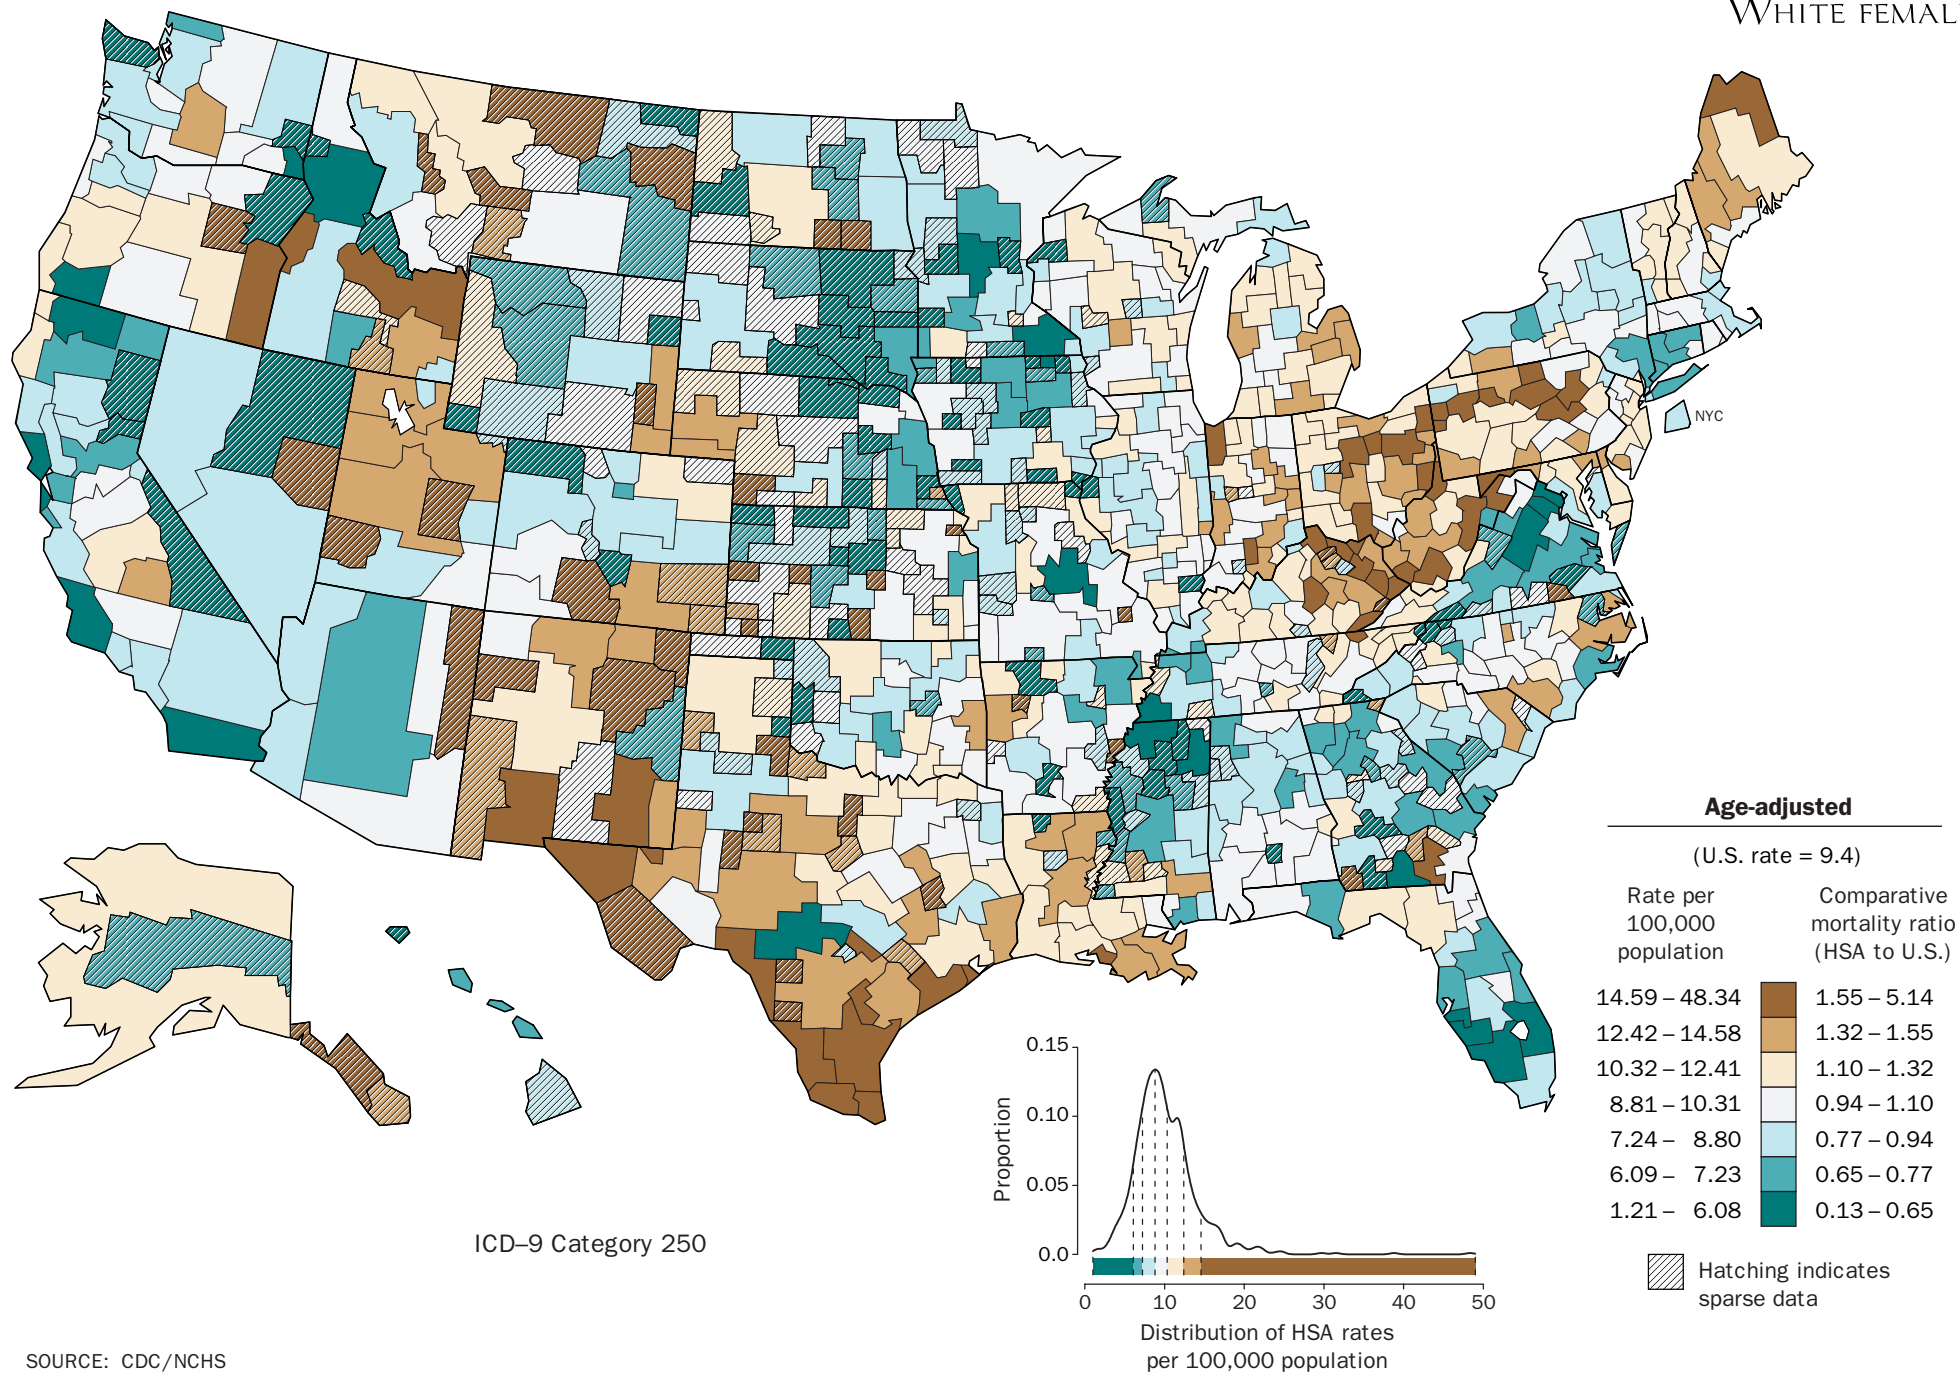 WHITE FEMAL
NYC
Age-adjusted
(U.S. rate = 9.4)
Rate per
100,000
population
Comparative
mortality ratio
(HSA to U.S.)
14.59 – 48.34 1.55 – 5.14
12.42 – 14.58 1.32 – 1.55
10.32 – 12.41 1.10 – 1.32
8.81 – 10.31 0.94 – 1.10
7.24 – 8.80 0.77 – 0.94
6.09 – 7.23 0.65 – 0.77
1.21 – 6.08 0.13 – 0.65
Hatching indicates
sparse data
Proportion
0.15
0.10
0.05
0.0
0 10 20 30 40 50
Distribution of HSA rates
per 100,000 population
ICD–9 Category 250
SOURCE: CDC/NCHS